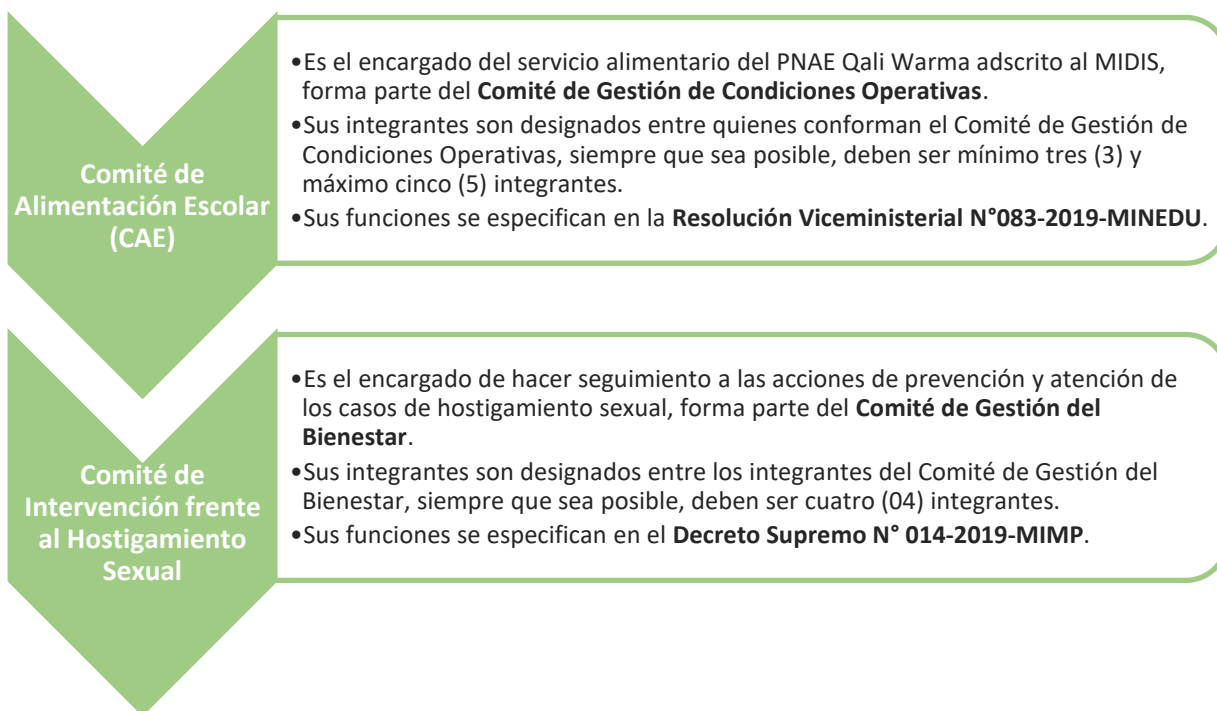 Comité de
Alimentación Escolar
(CAE)
•Es el encargado del servicio alimentario del PNAE Qali Warma adscrito al MIDIS,
forma parte del Comité de Gestión de Condiciones Operativas.
•Sus integrantes son designados entre quienes conforman el Comité de Gestión de
Condiciones Operativas, siempre que sea posible, deben ser mínimo tres (3) y
máximo cinco (5) integrantes.
•Sus funciones se especifican en la Resolución Viceministerial N°083-2019-MINEDU.
Comité de
Intervención frente
al Hostigamiento
Sexual
•Es el encargado de hacer seguimiento a las acciones de prevención y atención de
los casos de hostigamiento sexual, forma parte del Comité de Gestión del
Bienestar.
•Sus integrantes son designados entre los integrantes del Comité de Gestión del
Bienestar, siempre que sea posible, deben ser cuatro (04) integrantes.
•Sus funciones se especifican en el Decreto Supremo N° 014-2019-MIMP.